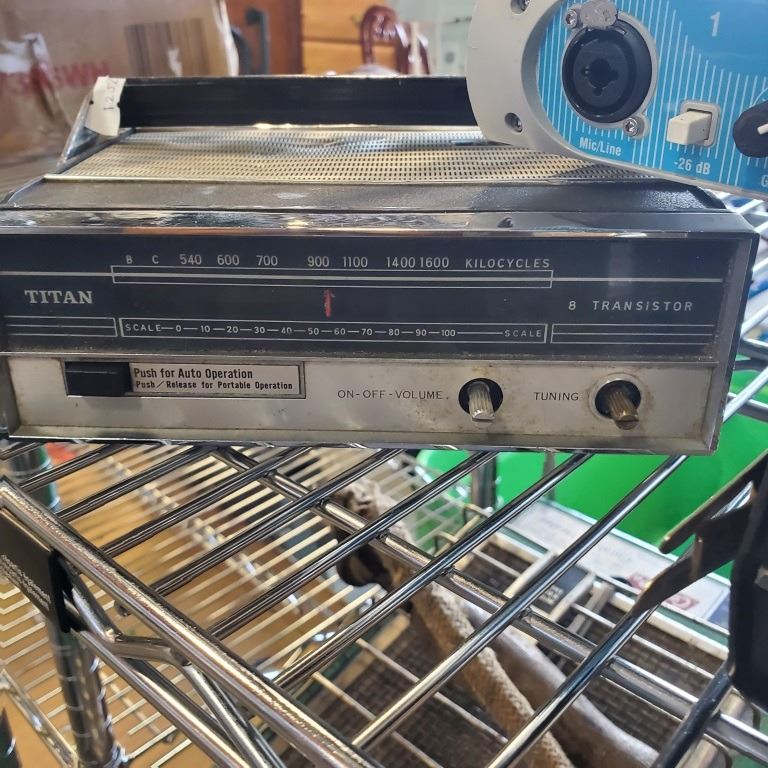 1
Mic/Line
-26 dB
B C 540 600 700 900 1100 1400 1600 KILOCYCLES
TITAN
8 TRANSISTOR
SCALE—0—10—20—30—40—50—60—70—80—90—100 SCALE
Push for Auto Operation
Push/Release for Portable Operation
ON-OFF-VOLUME.
TUNING